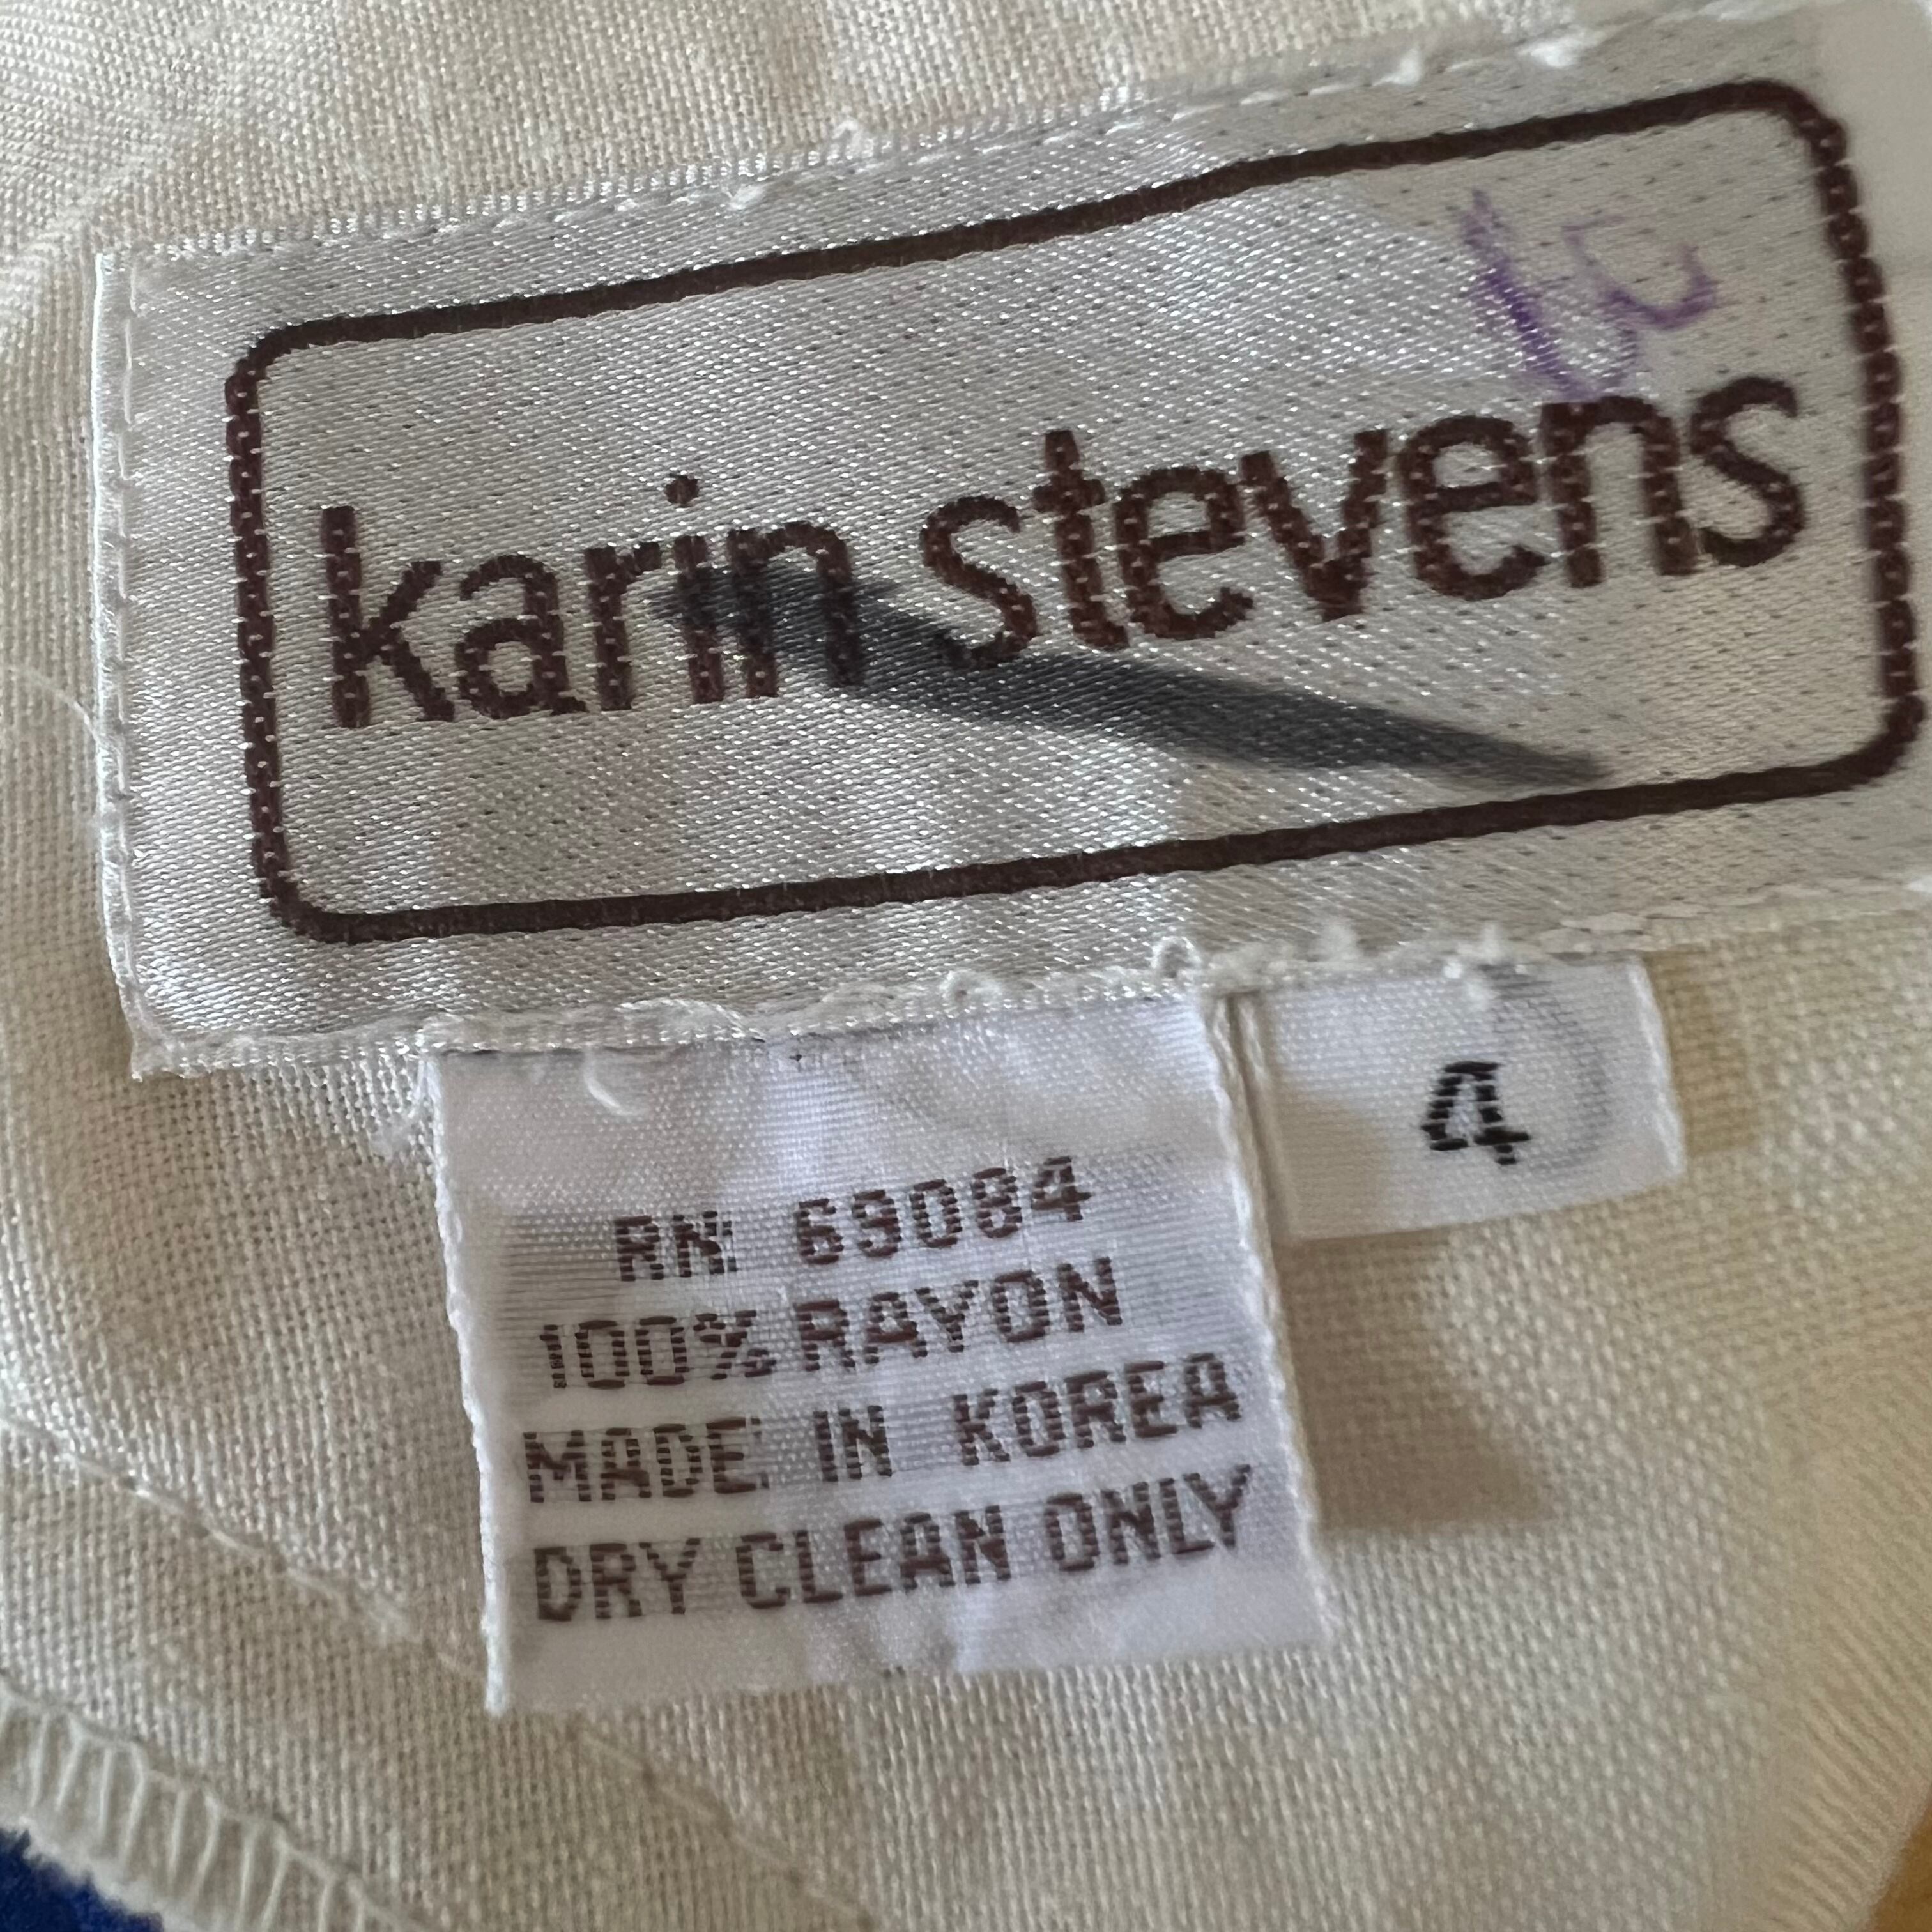 karin stevens
4
RN 69084
100% RAYON
MADE IN KOREA
DRY CLEAN ONLY